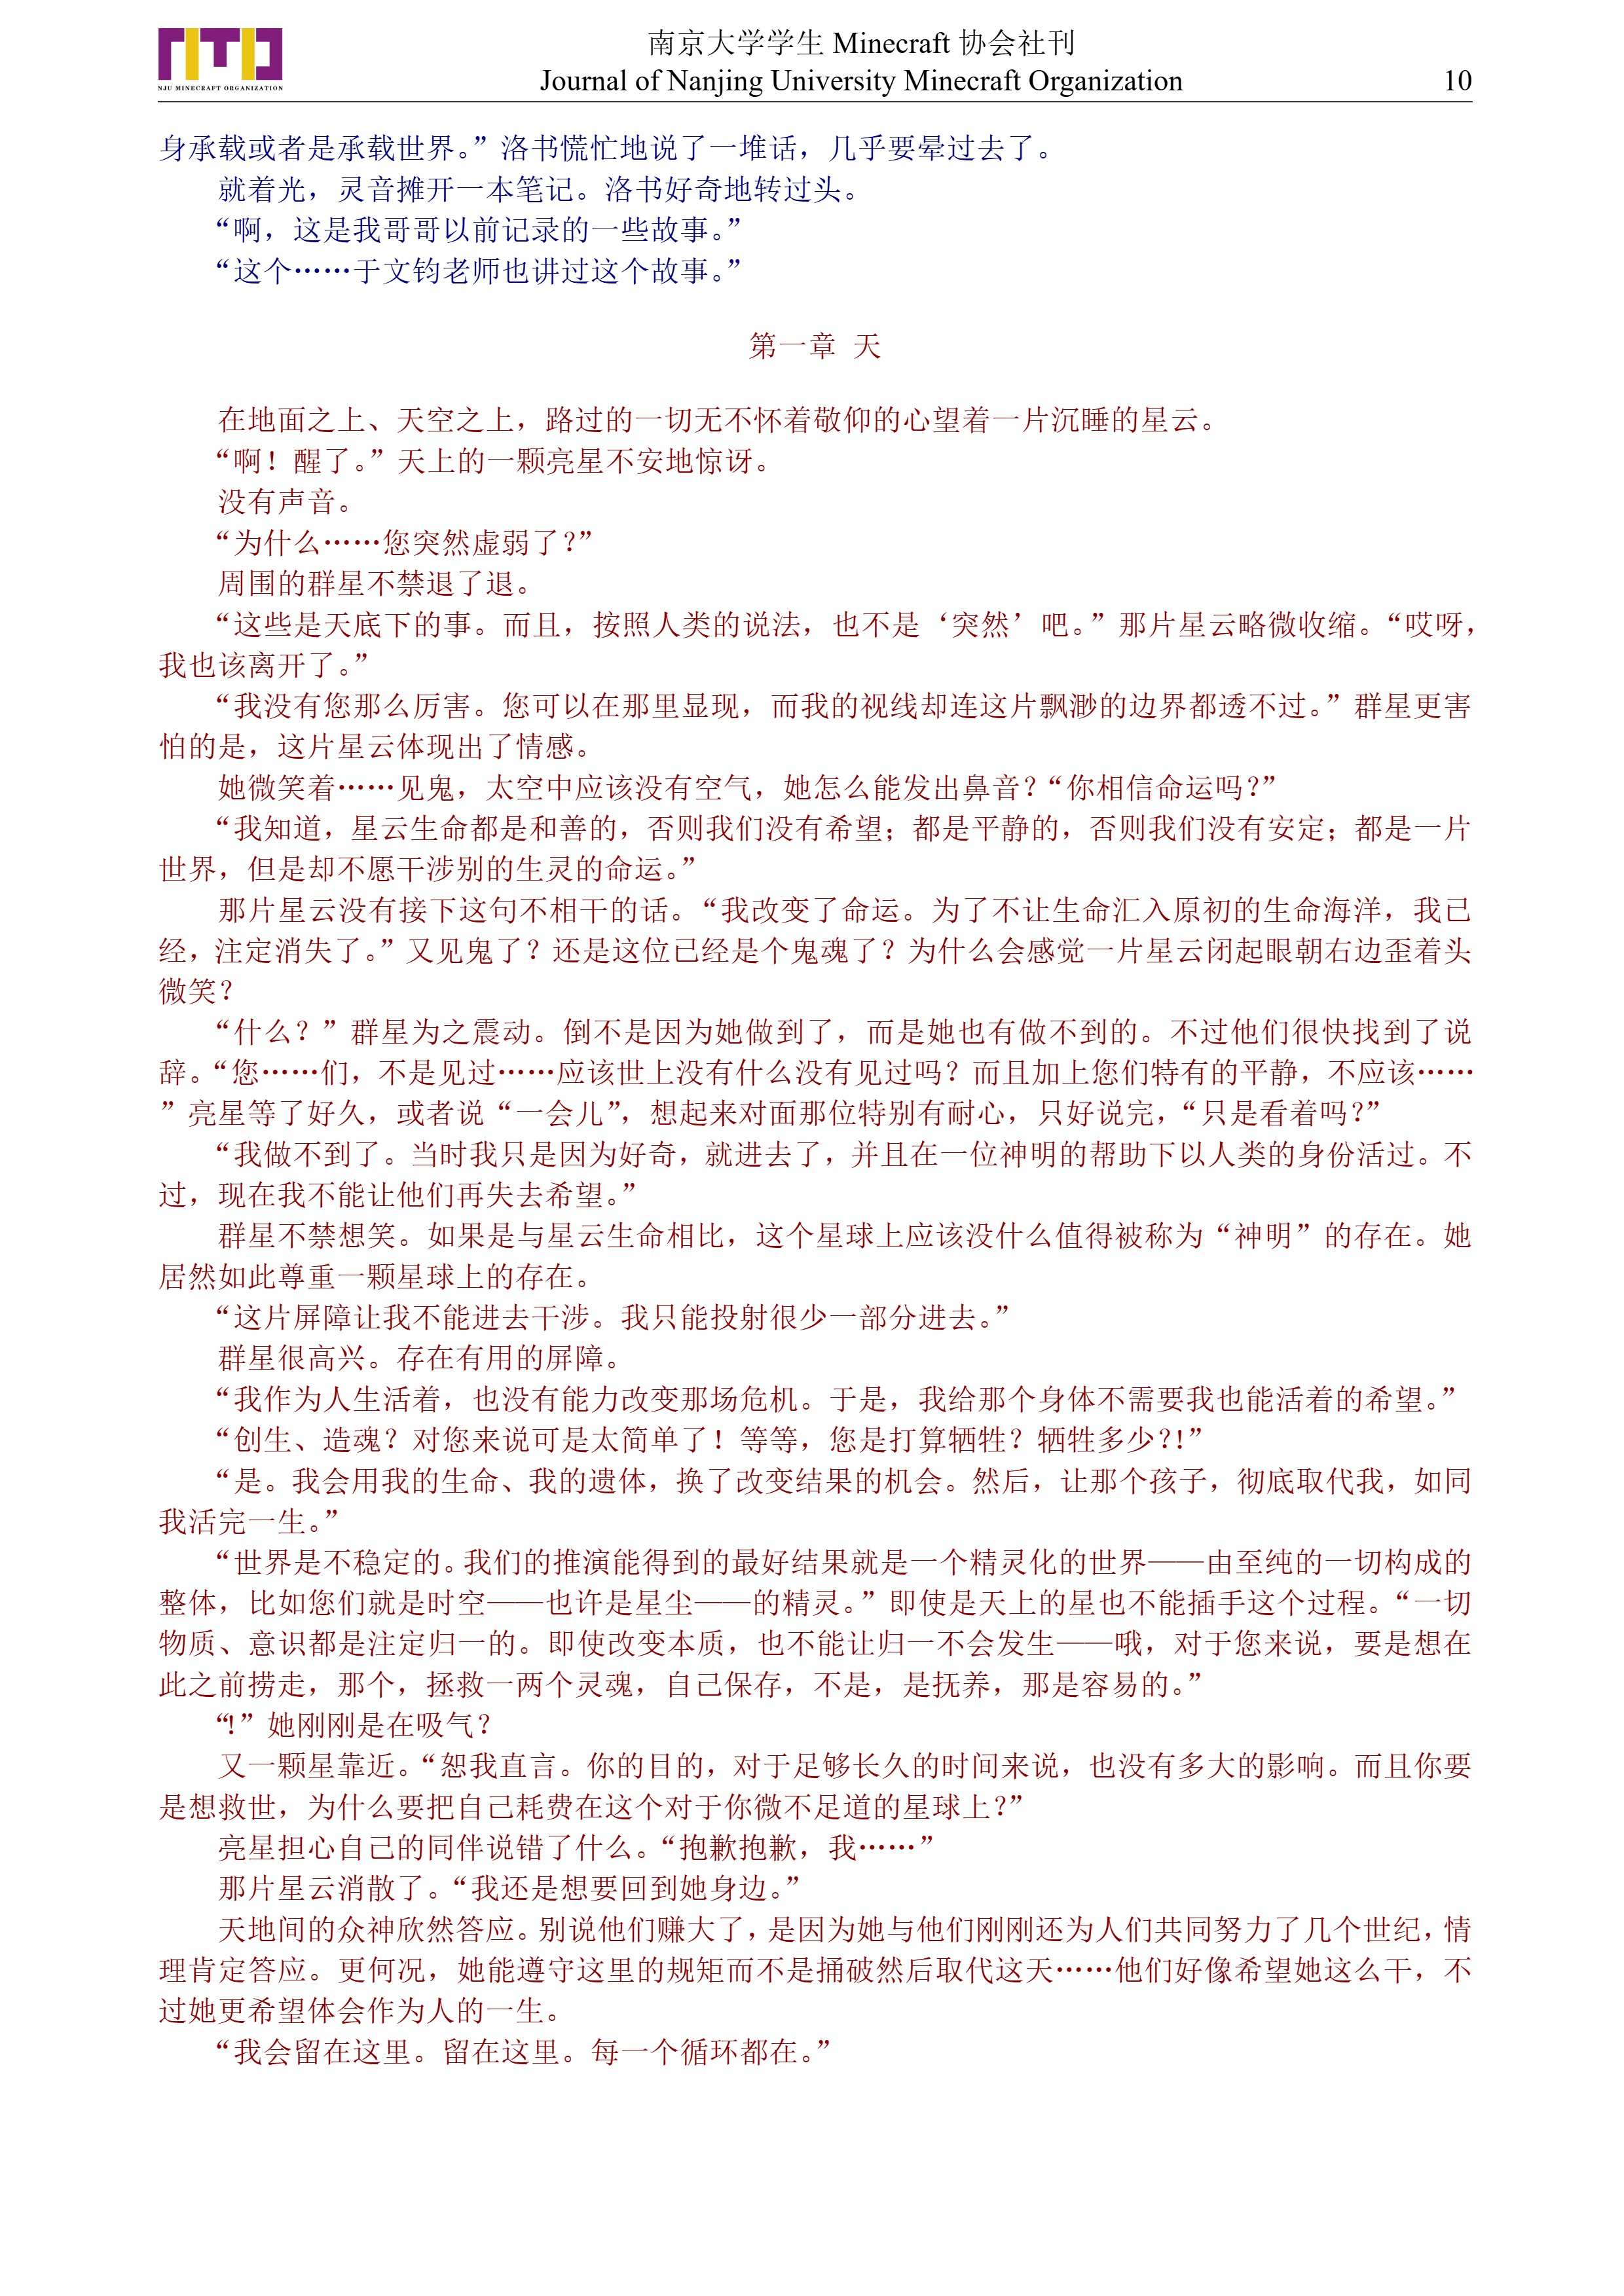 NJU MINECRAFT ORGANIZATION
南京大学学生 Minecraft 协会社刊
Journal of Nanjing University Minecraft Organization
10
身承载或者是承载世界。”洛书慌忙地说了一堆话，几乎要晕过去了。
就着光，灵音摊开一本笔记。洛书好奇地转过头。
“啊，这是我哥哥以前记录的一些故事。”
“这个……于文钧老师也讲过这个故事。”
第一章 天
在地面之上、天空之上，路过的一切无不怀着敬仰的心望着一片沉睡的星云。
“啊！醒了。”天上的一颗亮星不安地惊讶。
没有声音。
“为什么……您突然虚弱了？”
周围的群星不禁退了退。
“这些是天底下的事。而且，按照人类的说法，也不是‘突然’吧。”那片星云略微收缩。“哎呀，
我也该离开了。”
“我没有您那么厉害。您可以在那里显现，而我的视线却连这片飘渺的边界都透不过。”群星更害
怕的是，这片星云体现出了情感。
她微笑着……见鬼，太空中应该没有空气，她怎么能发出鼻音？“你相信命运吗？”
“我知道，星云生命都是和善的，否则我们没有希望；都是平静的，否则我们没有安定；都是一片
世界，但是却不愿干涉别的生灵的命运。”
那片星云没有接下这句不相干的话。“我改变了命运。为了不让生命汇入原初的生命海洋，我已
经，注定消失了。”又见鬼了？还是这位已经是个鬼魂了？为什么会感觉一片星云闭起眼朝右边歪着头
微笑？
“什么？”群星为之震动。倒不是因为她做到了，而是她也有做不到的。不过他们很快找到了说
辞。“您……们，不是见过……应该世上没有什么没有见过吗？而且加上您们特有的平静，不应该……
”亮星等了好久，或者说“一会儿”，想起来对面那位特别有耐心，只好说完，“只是看着吗？”
“我做不到了。当时我只是因为好奇，就进去了，并且在一位神明的帮助下以人类的身份活过。不
过，现在我不能让他们再失去希望。”
群星不禁想笑。如果是与星云生命相比，这个星球上应该没什么值得被称为“神明”的存在。她
居然如此尊重一颗星球上的存在。
“这片屏障让我不能进去干涉。我只能投射很少一部分进去。”
群星很高兴。存在有用的屏障。
“我作为人生活着，也没有能力改变那场危机。于是，我给那个身体不需要我也能活着的希望。”
“创生、造魂？对您来说可是太简单了！等等，您是打算牺牲？牺牲多少？！”
“是。我会用我的生命、我的遗体，换了改变结果的机会。然后，让那个孩子，彻底取代我，如同
我活完一生。”
“世界是不稳定的。我们的推演能得到的最好结果就是一个精灵化的世界——由至纯的一切构成的
整体，比如您们就是时空——也许是星尘——的精灵。”即使是天上的星也不能插手这个过程。“一切
物质、意识都是注定归一的。即使改变本质，也不能让归一不会发生——哦，对于您来说，要是想在
此之前捞走，那个，拯救一两个灵魂，自己保存，不是，是抚养，那是容易的。”
“！”她刚刚是在吸气？
又一颗星靠近。“恕我直言。你的目的，对于足够长久的时间来说，也没有多大的影响。而且你要
是想救世，为什么要把自己耗费在这个对于你微不足道的星球上？”
亮星担心自己的同伴说错了什么。“抱歉抱歉，我……”
那片星云消散了。“我还是想要回到她身边。”
天地间的众神欣然答应。别说他们赚大了，是因为她与他们刚刚还为人们共同努力了几个世纪，情
理肯定答应。更何况，她能遵守这里的规矩而不是捅破然后取代这天……他们好像希望她这么干，不
过她更希望体会作为人的一生。
“我会留在这里。留在这里。每一个循环都在。”